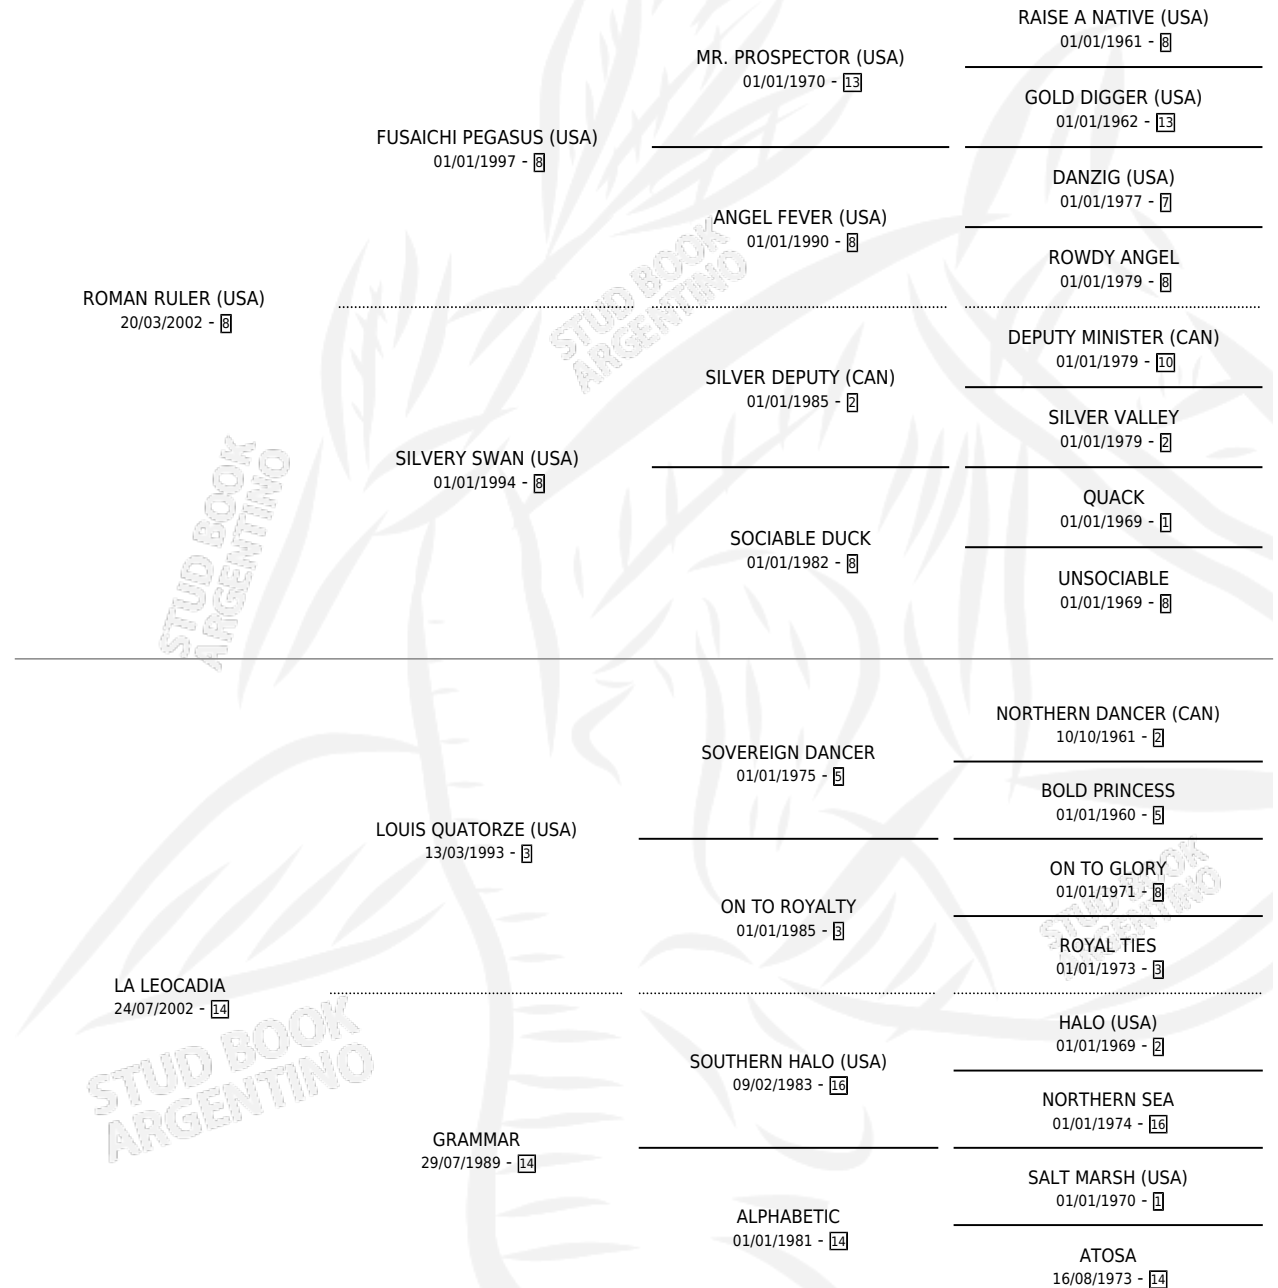 RAISE A NATIVE (USA)
01/01/1961 - 8
MR. PROSPECTOR (USA)
01/01/1970 - 13
GOLD DIGGER (USA)
01/01/1962 - 13
FUSAICHI PEGASUS (USA)
01/01/1997 - 8
DANZIG (USA)
01/01/1977 - 7
ANGEL FEVER (USA)
01/01/1990 - 8
ROWDY ANGEL
01/01/1979 - 8
ROMAN RULER (USA)
20/03/2002 - 8
DEPUTY MINISTER (CAN)
01/01/1979 - 10
SILVER DEPUTY (CAN)
01/01/1985 - 2
SILVER VALLEY
01/01/1979 - 2
SILVERY SWAN (USA)
01/01/1994 - 8
QUACK
01/01/1969 - 1
SOCIABLE DUCK
01/01/1982 - 8
UNSOCIABLE
01/01/1969 - 8
STUD BOOK
ARGENTINO
STUD BOOK
ARGENTINO
NORTHERN DANCER (CAN)
10/10/1961 - 2
SOVEREIGN DANCER
01/01/1975 - 5
BOLD PRINCESS
01/01/1960 - 5
LOUIS QUATORZE (USA)
13/03/1993 - 3
ON TO GLORY
01/01/1971 - 8
ON TO ROYALTY
01/01/1985 - 3
ROYAL TIES
01/01/1973 - 3
LA LEOCADIA
24/07/2002 - 14
HALO (USA)
01/01/1969 - 2
SOUTHERN HALO (USA)
09/02/1983 - 16
NORTHERN SEA
01/01/1974 - 16
GRAMMAR
29/07/1989 - 14
SALT MARSH (USA)
01/01/1970 - 1
ALPHABETIC
01/01/1981 - 14
ATOSA
16/08/1973 - 14
STUD BOOK
ARGENTINO
STUD BOOK
ARGENTINO